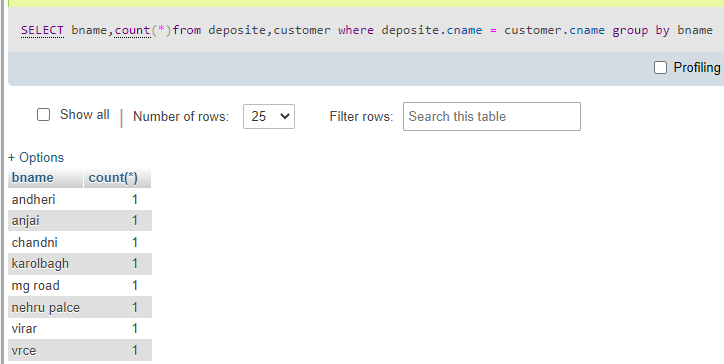 SELECT bname,count(*)from deposite,customer where deposite.cname = customer.cname group by bname
Profiling
Show all | Number of rows: 25 Filter rows: Search this table
+ Options
bname count(*)
andheri 1
anjai 1
chandni 1
karolbagh 1
mg road 1
nehru palce 1
virar 1
vrce 1